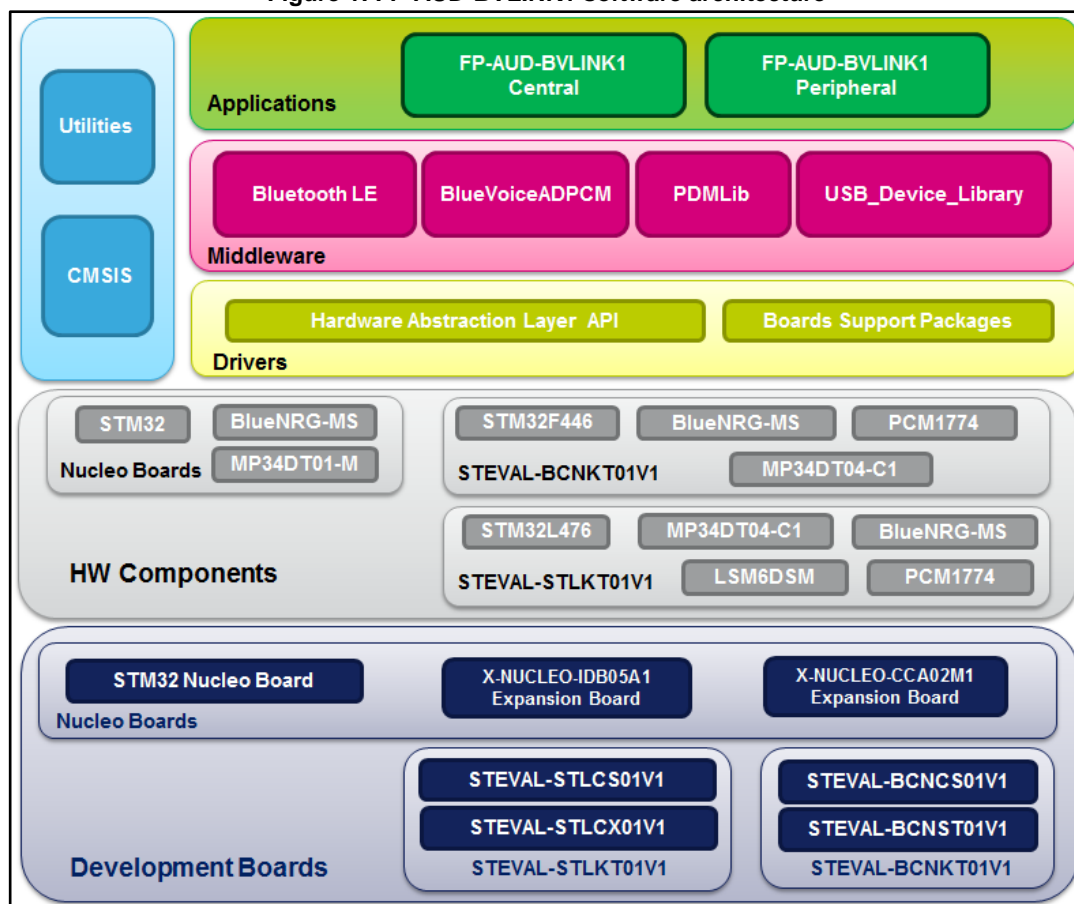 Utilities
CMSIS
FP-AUD-BVLINK1
Central
FP-AUD-BVLINK1
Peripheral
Applications
Bluetooth LE
BlueVoiceADPCM
PDMLib
USB_Device_Library
Middleware
Hardware Abstraction Layer API
Boards Support Packages
Drivers
STM32
BlueNRG-MS
Nucleo Boards
MP34DT01-M
STM32F446
BlueNRG-MS
PCM1774
STEVAL-BCNKT01V1
MP34DT04-C1
STM32L476
MP34DT04-C1
BlueNRG-MS
STEVAL-STLKT01V1
LSM6DSM
PCM1774
HW Components
STM32 Nucleo Board
X-NUCLEO-IDB05A1
Expansion Board
X-NUCLEO-CCA02M1
Expansion Board
Nucleo Boards
STEVAL-STLCS01V1
STEVAL-STLCX01V1
STEVAL-STLKT01V1
STEVAL-BCNCS01V1
STEVAL-BCNST01V1
STEVAL-BCNKT01V1
Development Boards